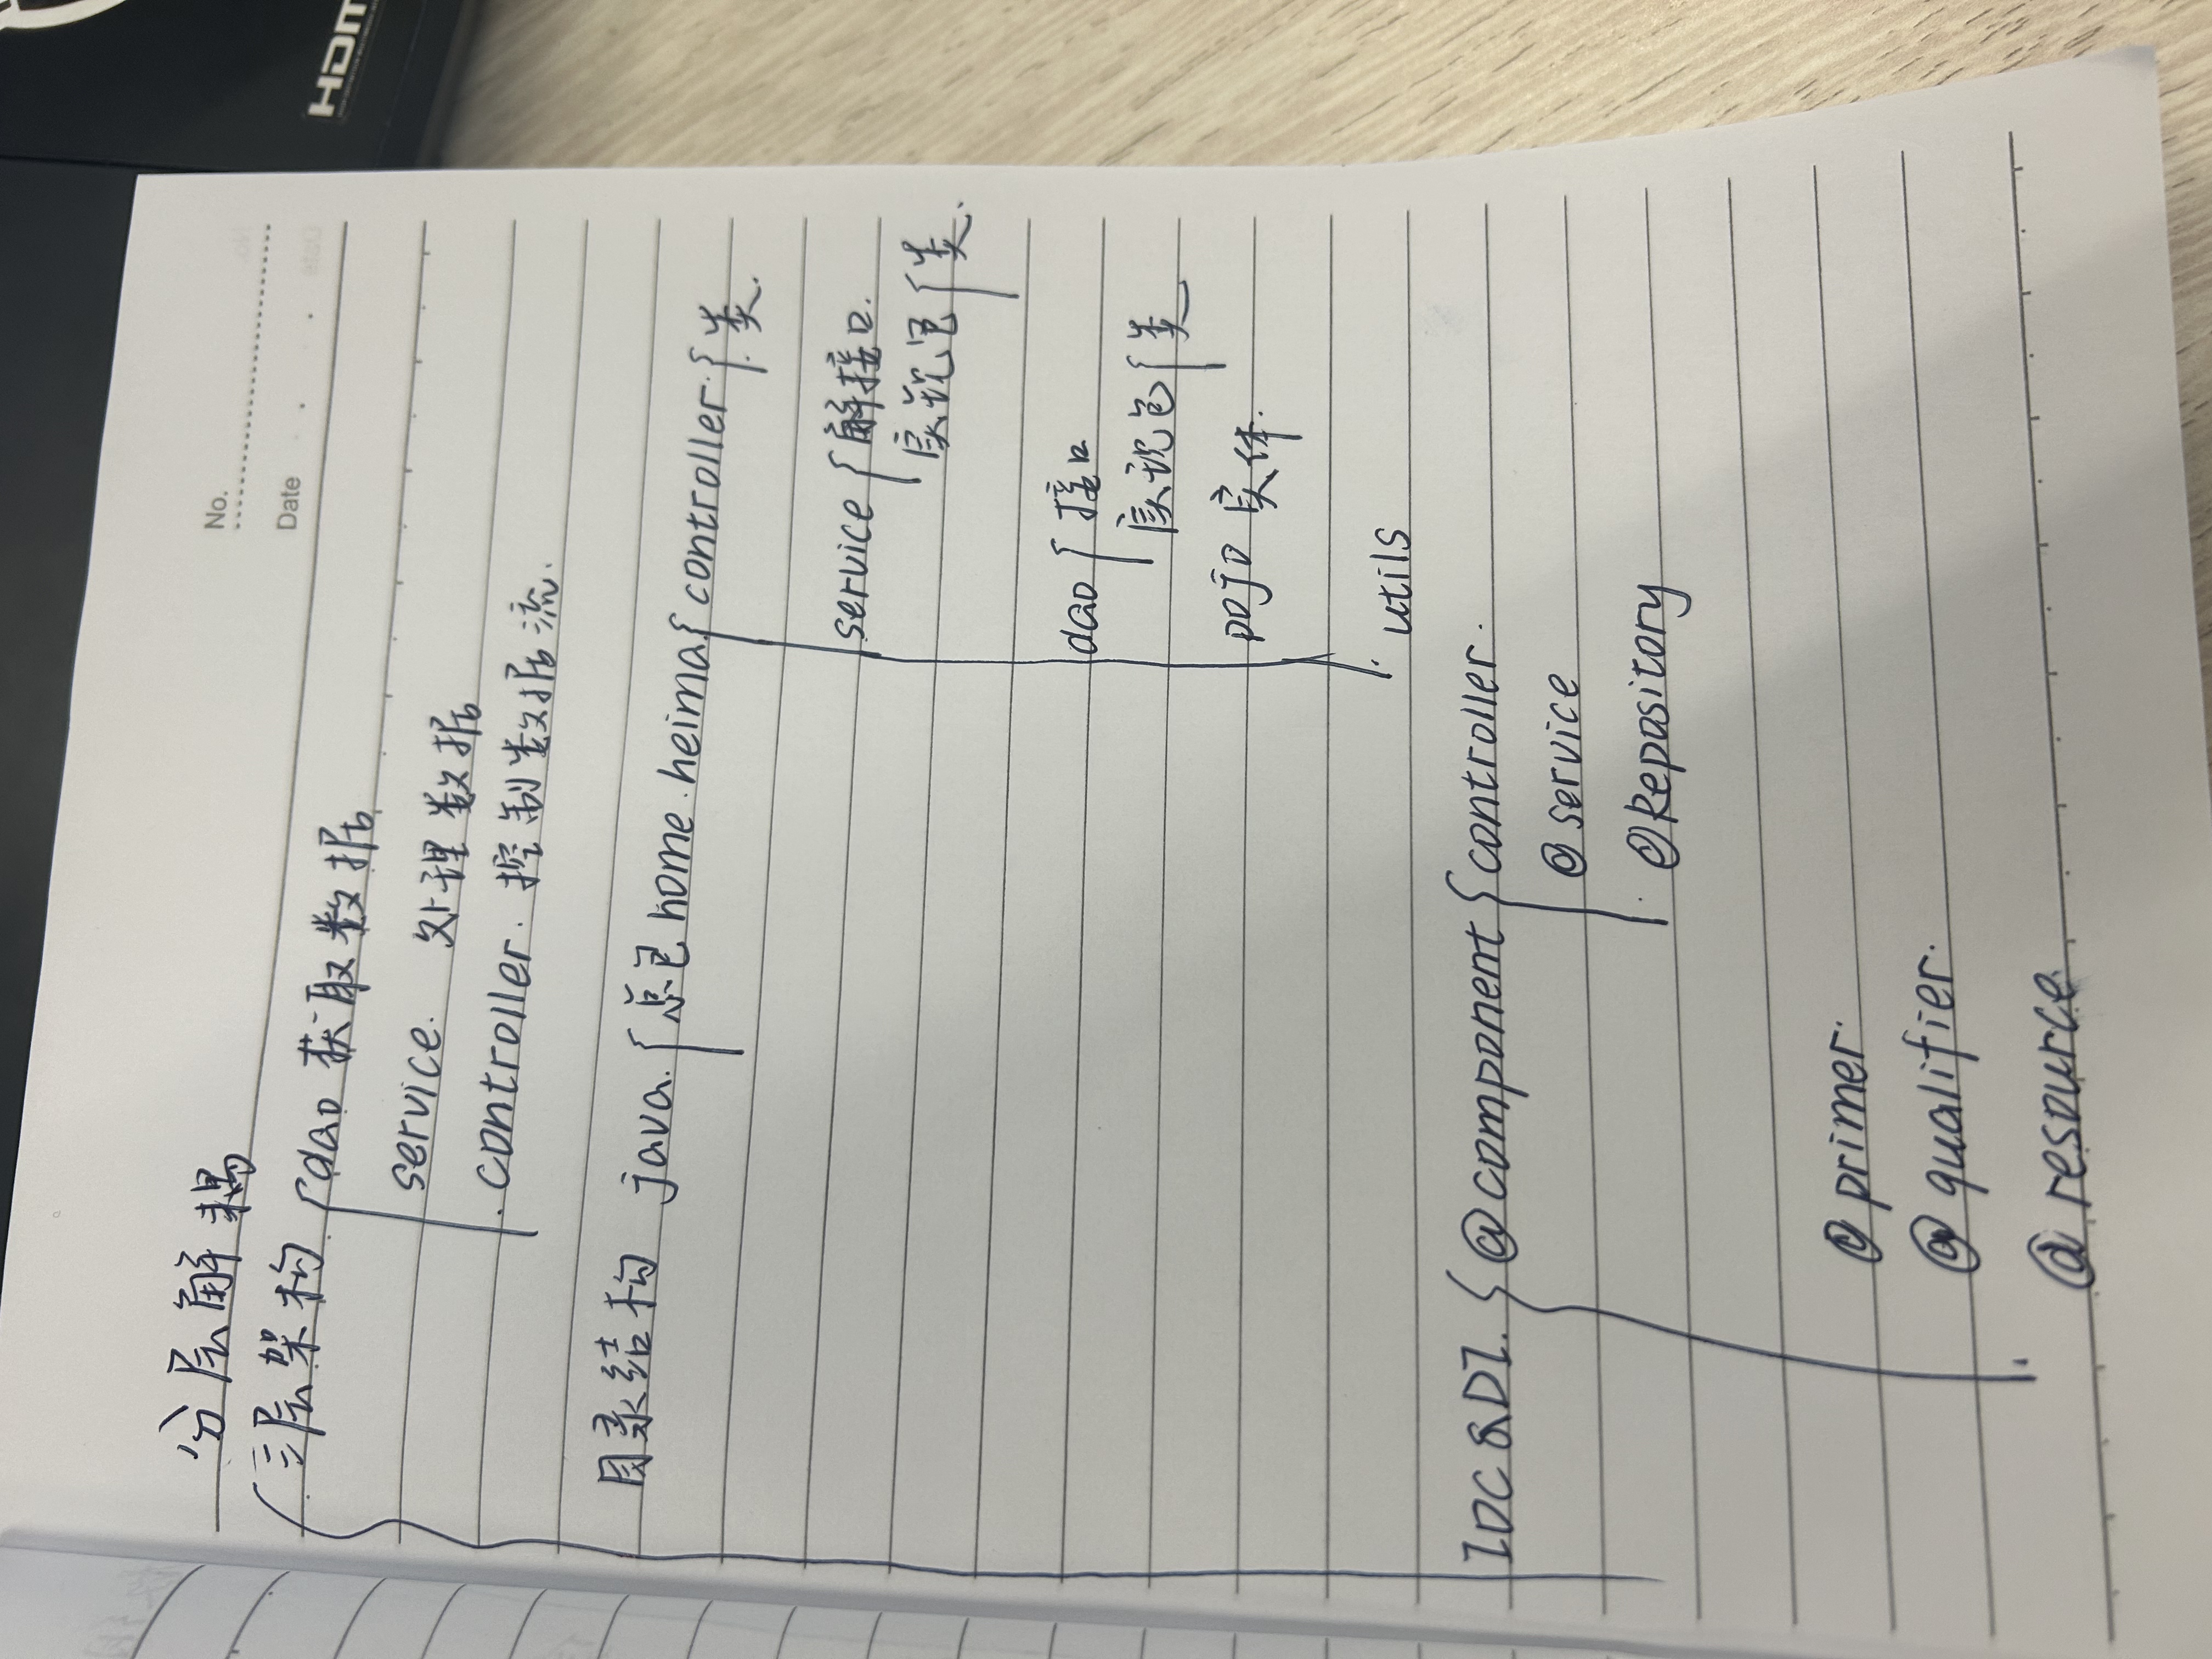 分层解耦
No.
Date
HDMI
三层架构 { dao 获取数据
service. 处理数据
controller. 控制数据流.
目录结构 java. { 总包 home.heima { controller. { 类.
service { 解接口.
实现包 { 类.
dao { 接口
实现包 { 类
pojo 实体.
utils
IOC & DI. { @component { controller.
@service
@Repository
@primer.
@qualifier.
@resource.